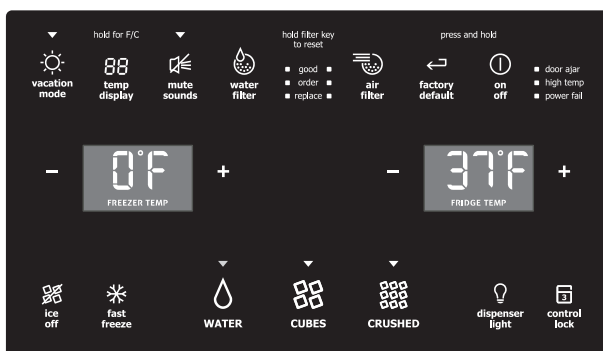 hold for F/C
hold filter key
to reset
press and hold
88
vacation
mode
temp
display
mute
sounds
water
filter
good
order
replace
air
filter
factory
default
on
off
door ajar
high temp
power fail
0°F
FREEZER TEMP
37°F
FRIDGE TEMP
ice
off
fast
freeze
WATER
CUBES
CRUSHED
dispenser
light
3
control
lock